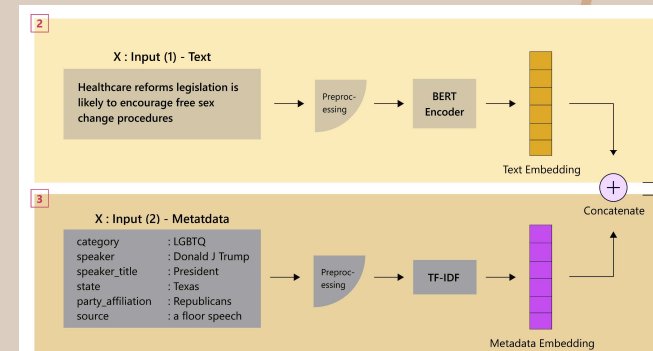 2
X : Input (1) - Text
Healthcare reforms legislation is
likely to encourage free sex
change procedures
Preproc-
essing
BERT
Encoder
Text Embedding
Concatenate
3
X : Input (2) - Metatdata
category : LGBTQ
speaker : Donald J Trump
speaker_title : President
state : Texas
party_affiliation : Republicans
source : a floor speech
Preproc-
essing
TF-IDF
Metadata Embedding